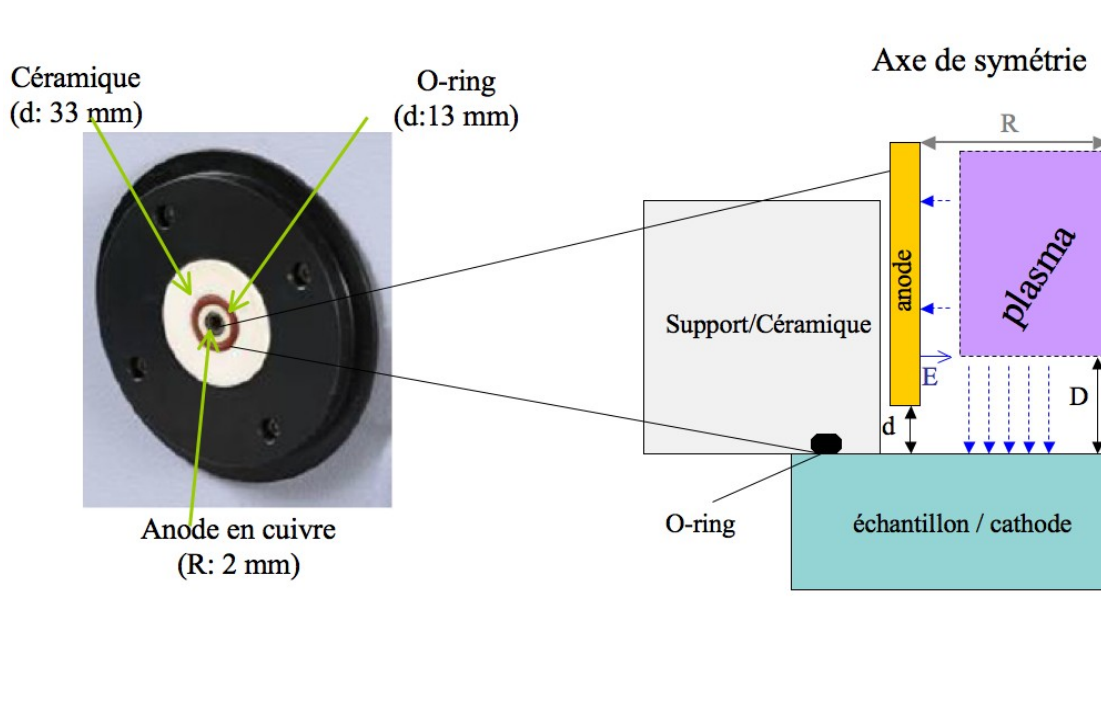 Axe de symétrie
Céramique
(d: 33 mm)
O-ring
(d:13 mm)
R
anode
plasma
Support/Céramique
E
D
d
O-ring
échantillon / cathode
Anode en cuivre
(R: 2 mm)